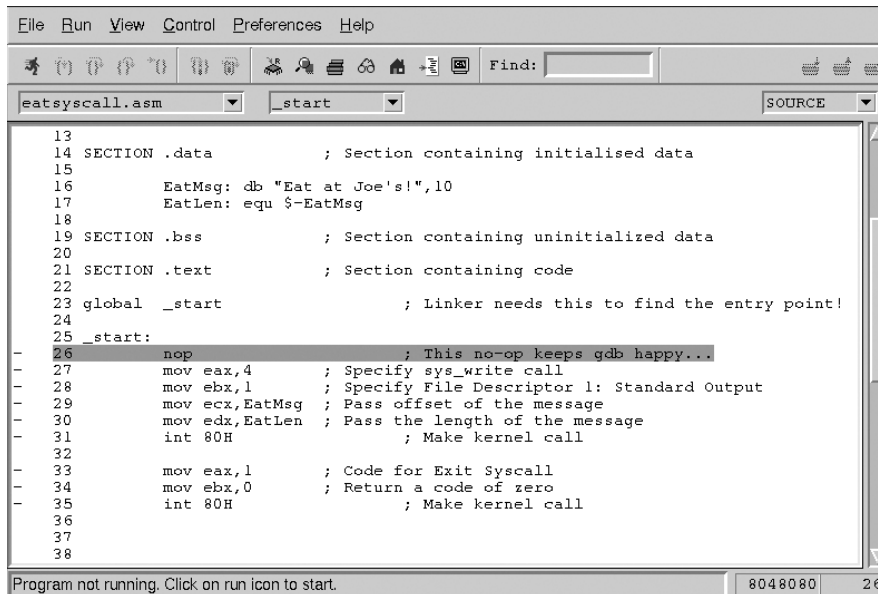 File Run View Control Preferences Help
Find:
eatsyscall.asm _start SOURCE
13
14 SECTION .data ; Section containing initialised data
15
16 EatMsg: db "Eat at Joe's!",10
17 EatLen: equ $-EatMsg
18
19 SECTION .bss ; Section containing uninitialized data
20
21 SECTION .text ; Section containing code
22
23 global _start ; Linker needs this to find the entry point!
24
25 _start:
- 26 nop ; This no-op keeps gdb happy...
- 27 mov eax,4 ; Specify sys_write call
- 28 mov ebx,1 ; Specify File Descriptor 1: Standard Output
- 29 mov ecx,EatMsg ; Pass offset of the message
- 30 mov edx,EatLen ; Pass the length of the message
- 31 int 80H ; Make kernel call
32
- 33 mov eax,1 ; Code for Exit Syscall
- 34 mov ebx,0 ; Return a code of zero
- 35 int 80H ; Make kernel call
36
37
38
Program not running. Click on run icon to start. 8048080 26